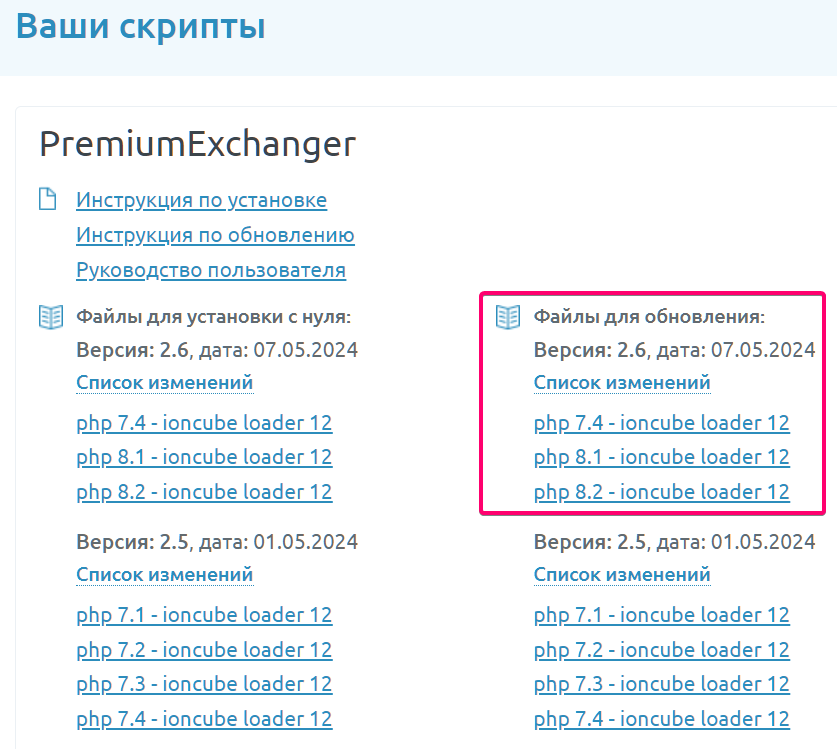 Ваши скрипты
PremiumExchanger
Инструкция по установке
Инструкция по обновлению
Руководство пользователя
Файлы для установки с нуля:
Версия: 2.6, дата: 07.05.2024
Список изменений
php 7.4 - ioncube loader 12
php 8.1 - ioncube loader 12
php 8.2 - ioncube loader 12
Версия: 2.5, дата: 01.05.2024
Список изменений
php 7.1 - ioncube loader 12
php 7.2 - ioncube loader 12
php 7.3 - ioncube loader 12
php 7.4 - ioncube loader 12
Файлы для обновления:
Версия: 2.6, дата: 07.05.2024
Список изменений
php 7.4 - ioncube loader 12
php 8.1 - ioncube loader 12
php 8.2 - ioncube loader 12
Версия: 2.5, дата: 01.05.2024
Список изменений
php 7.1 - ioncube loader 12
php 7.2 - ioncube loader 12
php 7.3 - ioncube loader 12
php 7.4 - ioncube loader 12